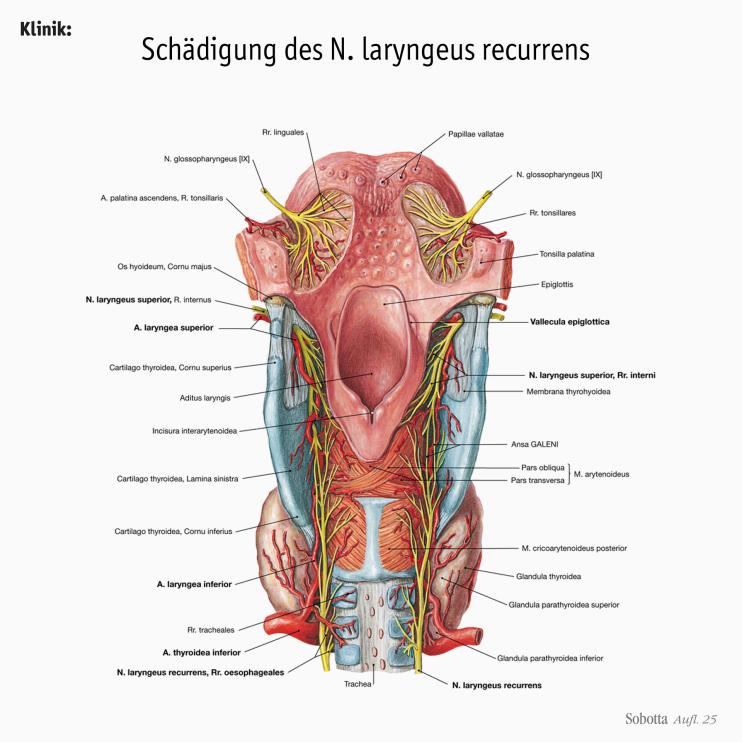 Klinik:
Schädigung des N. laryngeus recurrens
Rr. linguales
Papillae vallatae
N. glossopharyngeus [IX]
N. glossopharyngeus [IX]
A. palatina ascendens, R. tonsillaris
Rr. tonsillares
Tonsilla palatina
Os hyoideum, Cornu majus
Epiglottis
N. laryngeus superior, R. internus
Vallecula epiglottica
A. laryngea superior
Cartilago thyroidea, Cornu superius
N. laryngeus superior, Rr. interni
Membrana thyrohyoidea
Aditus laryngis
Incisura interarytenoidea
Ansa GALENI
Pars obliqua
M. arytenoideus
Pars transversa
Cartilago thyroidea, Lamina sinistra
Cartilago thyroidea, Cornu inferius
M. cricoarytenoideus posterior
Glandula thyroidea
A. laryngea inferior
Glandula parathyroidea superior
Rr. tracheales
A. thyroidea inferior
Glandula parathyroidea inferior
N. laryngeus recurrens, Rr. oesophageales
Trachea
N. laryngeus recurrens
Sobotta Aufl. 25